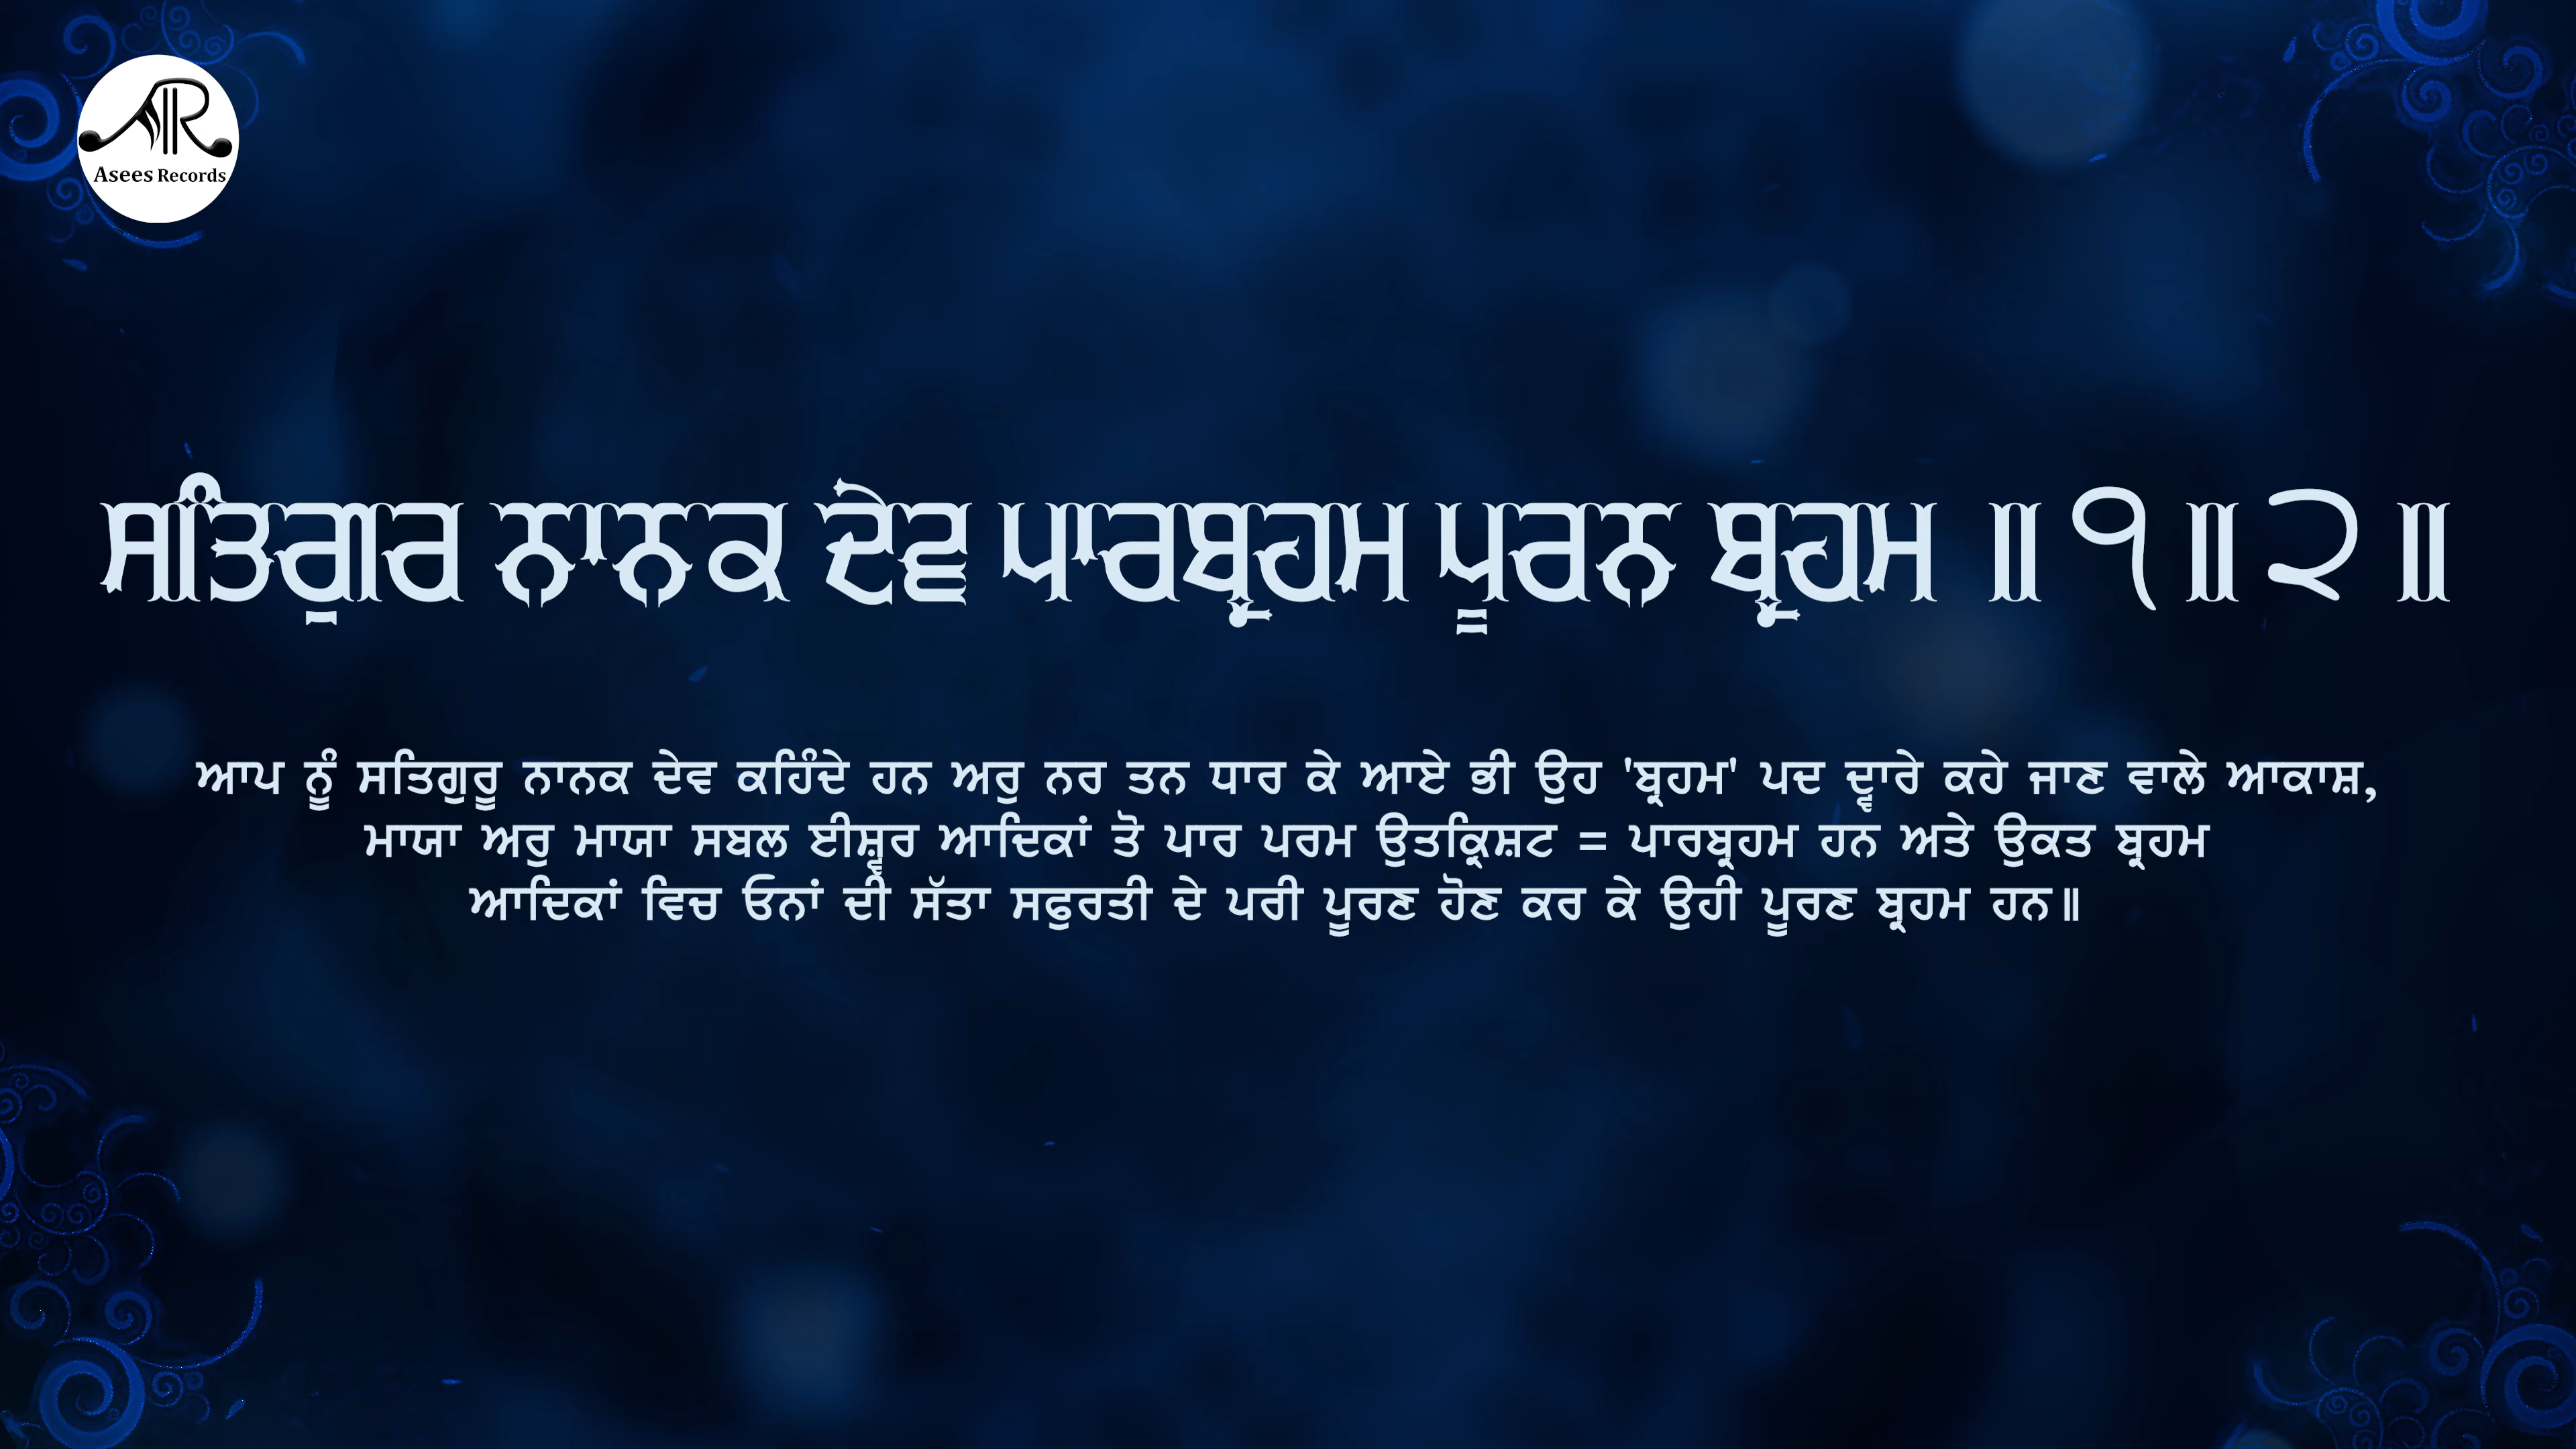 Asees Records
ਸਤਿਗੁਰ ਨਾਨਕ ਦੇਵ ਪਾਰਬ੍ਰਹਮ ਪੂਰਨ ਬ੍ਰਹਮ ॥੧॥੨॥
ਆਪ ਨੂੰ ਸਤਿਗੁਰੂ ਨਾਨਕ ਦੇਵ ਕਹਿੰਦੇ ਹਨ ਅਰੁ ਨਰ ਤਨ ਧਾਰ ਕੇ ਆਏ ਭੀ ਉਹ 'ਬ੍ਰਹਮ' ਪਦ ਦ੍ਵਾਰੇ ਕਹੇ ਜਾਣ ਵਾਲੇ ਆਕਾਸ਼,
ਮਾਯਾ ਅਰੁ ਮਾਯਾ ਸਬਲ ਈਸ਼੍ਵਰ ਆਦਿਕਾਂ ਤੋ ਪਾਰ ਪਰਮ ਉਤਕ੍ਰਿਸ਼ਟ = ਪਾਰਬ੍ਰਹਮ ਹਨ ਅਤੇ ਉਕਤ ਬ੍ਰਹਮ
ਆਦਿਕਾਂ ਵਿਚ ਓਨਾਂ ਦੀ ਸੱਤਾ ਸਫੁਰਤੀ ਦੇ ਪਰੀ ਪੂਰਣ ਹੋਣ ਕਰ ਕੇ ਉਹੀ ਪੂਰਣ ਬ੍ਰਹਮ ਹਨ॥